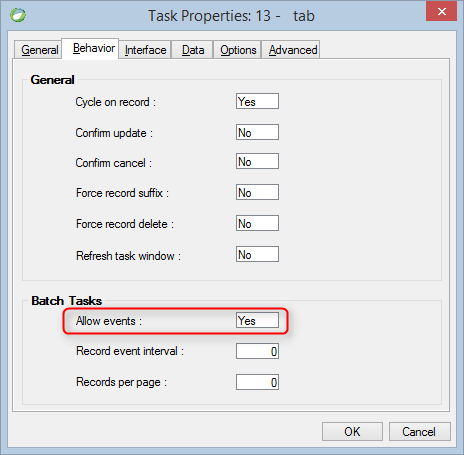 Task Properties: 13 - tab
General Behavior Interface Data Options Advanced
General
Cycle on record : Yes
Confirm update : No
Confirm cancel : No
Force record suffix : No
Force record delete : No
Refresh task window : No
Batch Tasks
Allow events : Yes
Record event interval : 0
Records per page : 0
OK Cancel